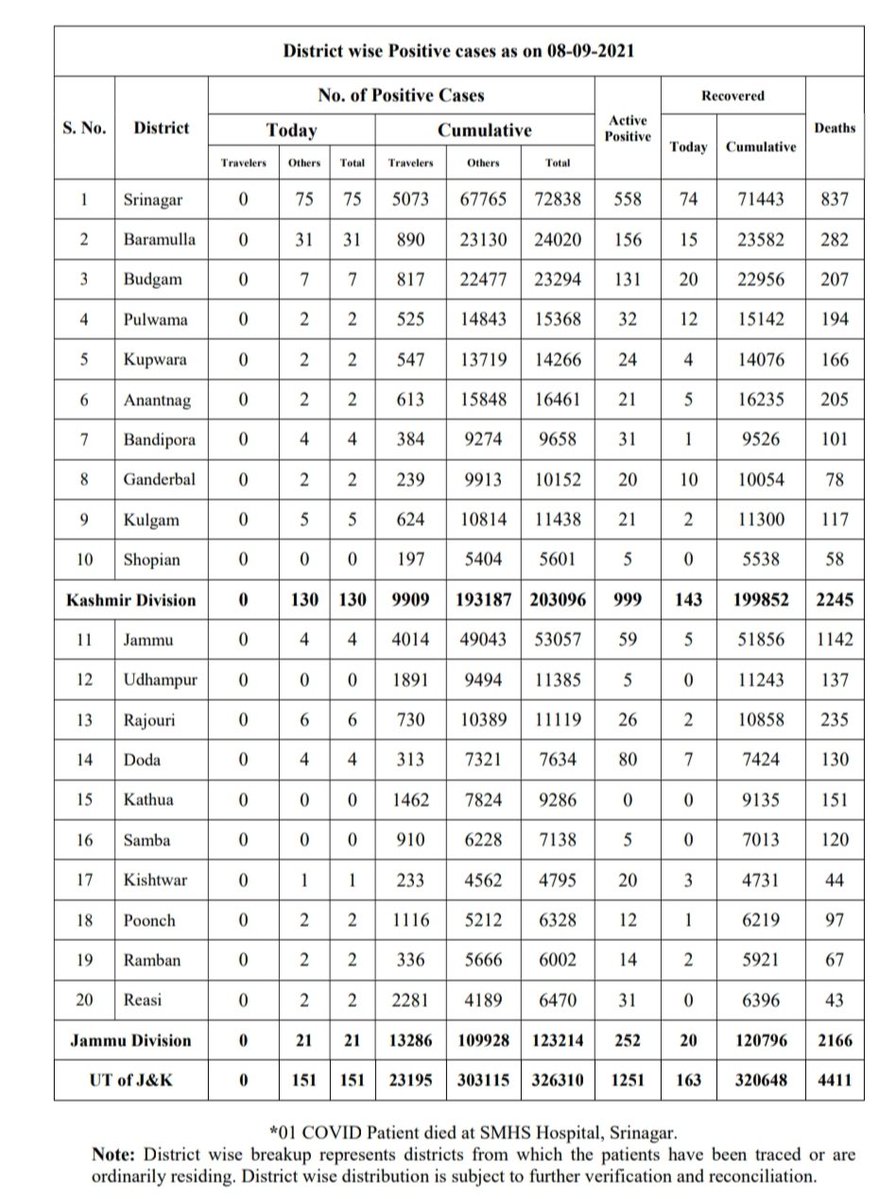 District wise Positive cases as on 08-09-2021
S. No. District No. of Positive Cases Active Positive Recovered Deaths
Today Cumulative Today Cumulative
Travelers Others Total Travelers Others Total
1 Srinagar 0 75 75 5073 67765 72838 558 74 71443 837
2 Baramulla 0 31 31 890 23130 24020 156 15 23582 282
3 Budgam 0 7 7 817 22477 23294 131 20 22956 207
4 Pulwama 0 2 2 525 14843 15368 32 12 15142 194
5 Kupwara 0 2 2 547 13719 14266 24 4 14076 166
6 Anantnag 0 2 2 613 15848 16461 21 5 16235 205
7 Bandipora 0 4 4 384 9274 9658 31 1 9526 101
8 Ganderbal 0 2 2 239 9913 10152 20 10 10054 78
9 Kulgam 0 5 5 624 10814 11438 21 2 11300 117
10 Shopian 0 0 0 197 5404 5601 5 0 5538 58
Kashmir Division 0 130 130 9909 193187 203096 999 143 199852 2245
11 Jammu 0 4 4 4014 49043 53057 59 5 51856 1142
12 Udhampur 0 0 0 1891 9494 11385 5 0 11243 137
13 Rajouri 0 6 6 730 10389 11119 26 2 10858 235
14 Doda 0 4 4 313 7321 7634 80 7 7424 130
15 Kathua 0 0 0 1462 7824 9286 0 0 9135 151
16 Samba 0 0 0 910 6228 7138 5 0 7013 120
17 Kishtwar 0 1 1 233 4562 4795 20 3 4731 44
18 Poonch 0 2 2 1116 5212 6328 12 1 6219 97
19 Ramban 0 2 2 336 5666 6002 14 2 5921 67
20 Reasi 0 2 2 2281 4189 6470 31 0 6396 43
Jammu Division 0 21 21 13286 109928 123214 252 20 120796 2166
UT of J&K 0 151 151 23195 303115 326310 1251 163 320648 4411
*01 COVID Patient died at SMHS Hospital, Srinagar.
Note: District wise breakup represents districts from which the patients have been traced or are
ordinarily residing. District wise distribution is subject to further verification and reconciliation.